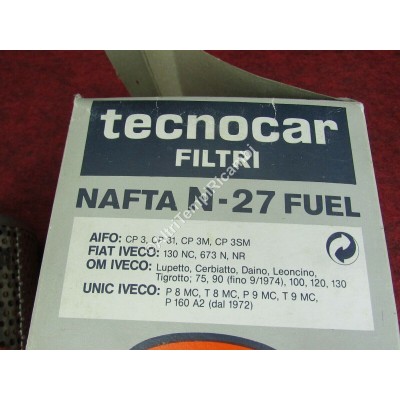 tecnocar
FILTRI
NAFTA N-27 FUEL
AIFO: CP 3, CP 31, CP 3M, CP 3SM
FIAT IVECO: 130 NC, 673 N, NR
OM IVECO: Lupetto, Cerbiatto, Daino, Leoncino,
Tigrotto; 75, 90 (fino 9/1974), 100, 120, 130
UNIC IVECO: P 8 MC, T 8 MC, P 9 MC, T 9 MC,
P 160 A2 (dal 1972)
AltriTempiRicambi